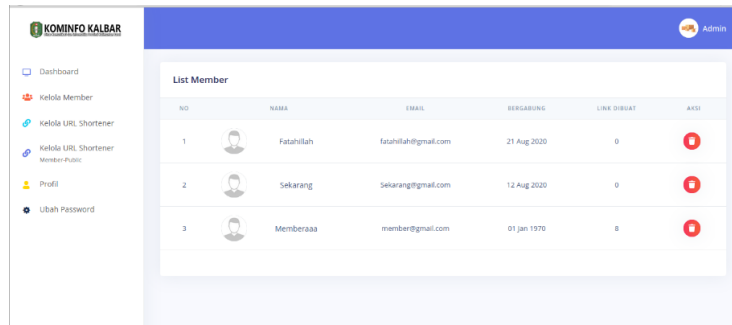 KOMINFO KALBAR
Admin
Dashboard
Kelola Member
Kelola URL Shortener
Kelola URL Shortener
Member-Public
Profil
Ubah Password
List Member
NO NAMA EMAIL BERGABUNG LINK DIBUAT AKSI
1 Fatahillah fatahillah@gmail.com 21 Aug 2020 0
2 Sekarang Sekarang@gmail.com 12 Aug 2020 0
3 Memberaaa member@gmail.com 01 Jan 1970 8